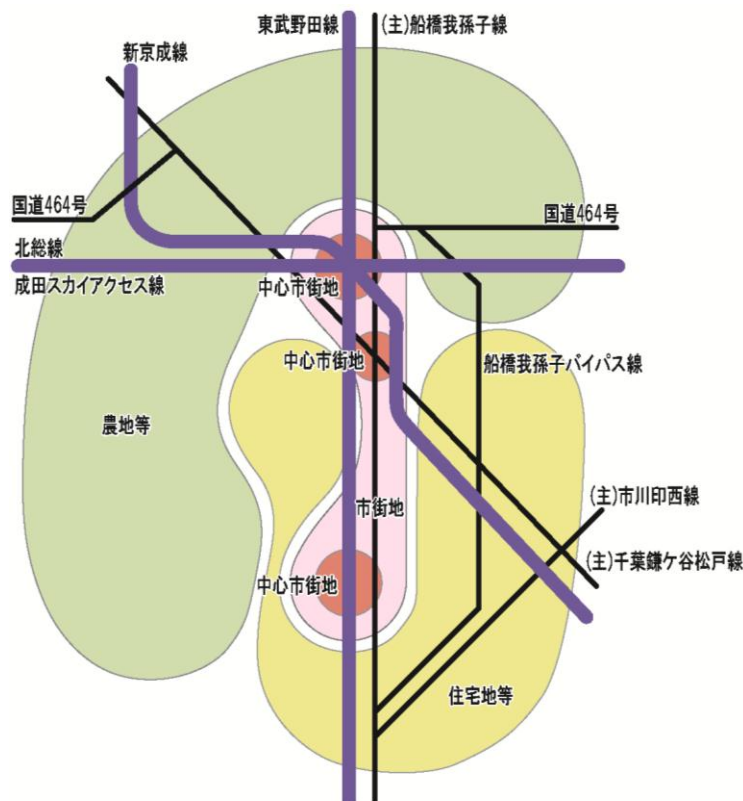 東武野田線
(主)船橋我孫子線
新京成線
国道464号
国道464号
北総線
成田スカイアクセス線
中心市街地
中心市街地
船橋我孫子バイパス線
農地等
(主)市川印西線
市街地
(主)千葉鎌ケ谷松戸線
中心市街地
住宅地等